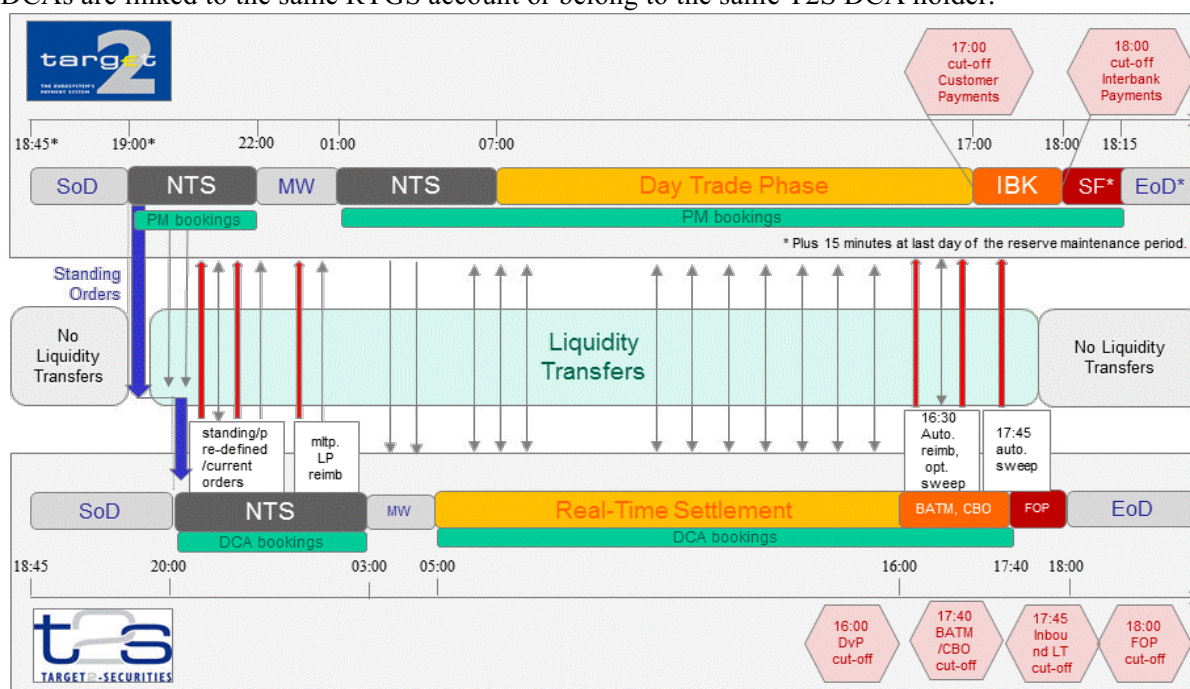 DCAs are linked to the same RTGS account or belong to the same T2S DCA holder.
target
2
THE EUROSYSTEM'S
PAYMENT SYSTEM
17:00
cut-off
Customer
Payments
18:00
cut-off
Interbank
Payments
18:45*
19:00*
22:00
01:00
07:00
17:00
18:00
18:15
SoD
NTS
MW
NTS
Day Trade Phase
IBK
SF*
EoD*
PM bookings
PM bookings
* Plus 15 minutes at last day of the reserve maintenance period.
Standing
Orders
No
Liquidity
Transfers
Liquidity
Transfers
No Liquidity
Transfers
standing/p
re-defined
/current
orders
mltp.
LP
reimb
16:30
Auto.
reimb,
opt.
sweep
17:45
auto.
sweep
SoD
NTS
MW
Real-Time Settlement
BATM, CBO
FOP
EoD
DCA bookings
DCA bookings
18:45
20:00
03:00
05:00
16:00
17:40
18:00
t2s
TARGET2-SECURITIES
16:00
DvP
cut-off
17:40
BATM
/CBO
cut-off
17:45
Inbou
nd LT
cut-off
18:00
FOP
cut-off